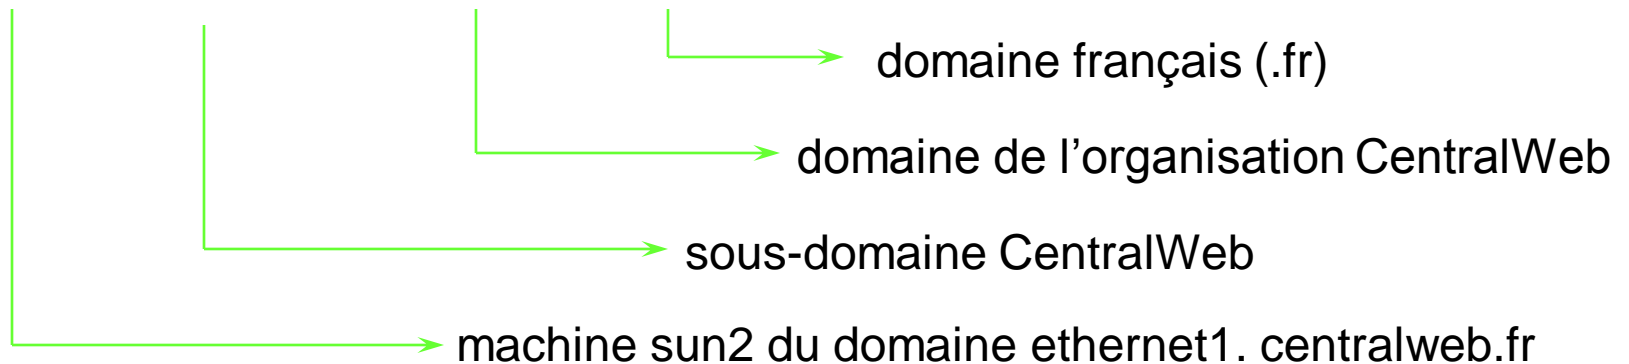 domaine français (.fr)
domaine de l’organisation CentralWeb
sous-domaine CentralWeb
machine sun2 du domaine ethernet1. centralweb.fr